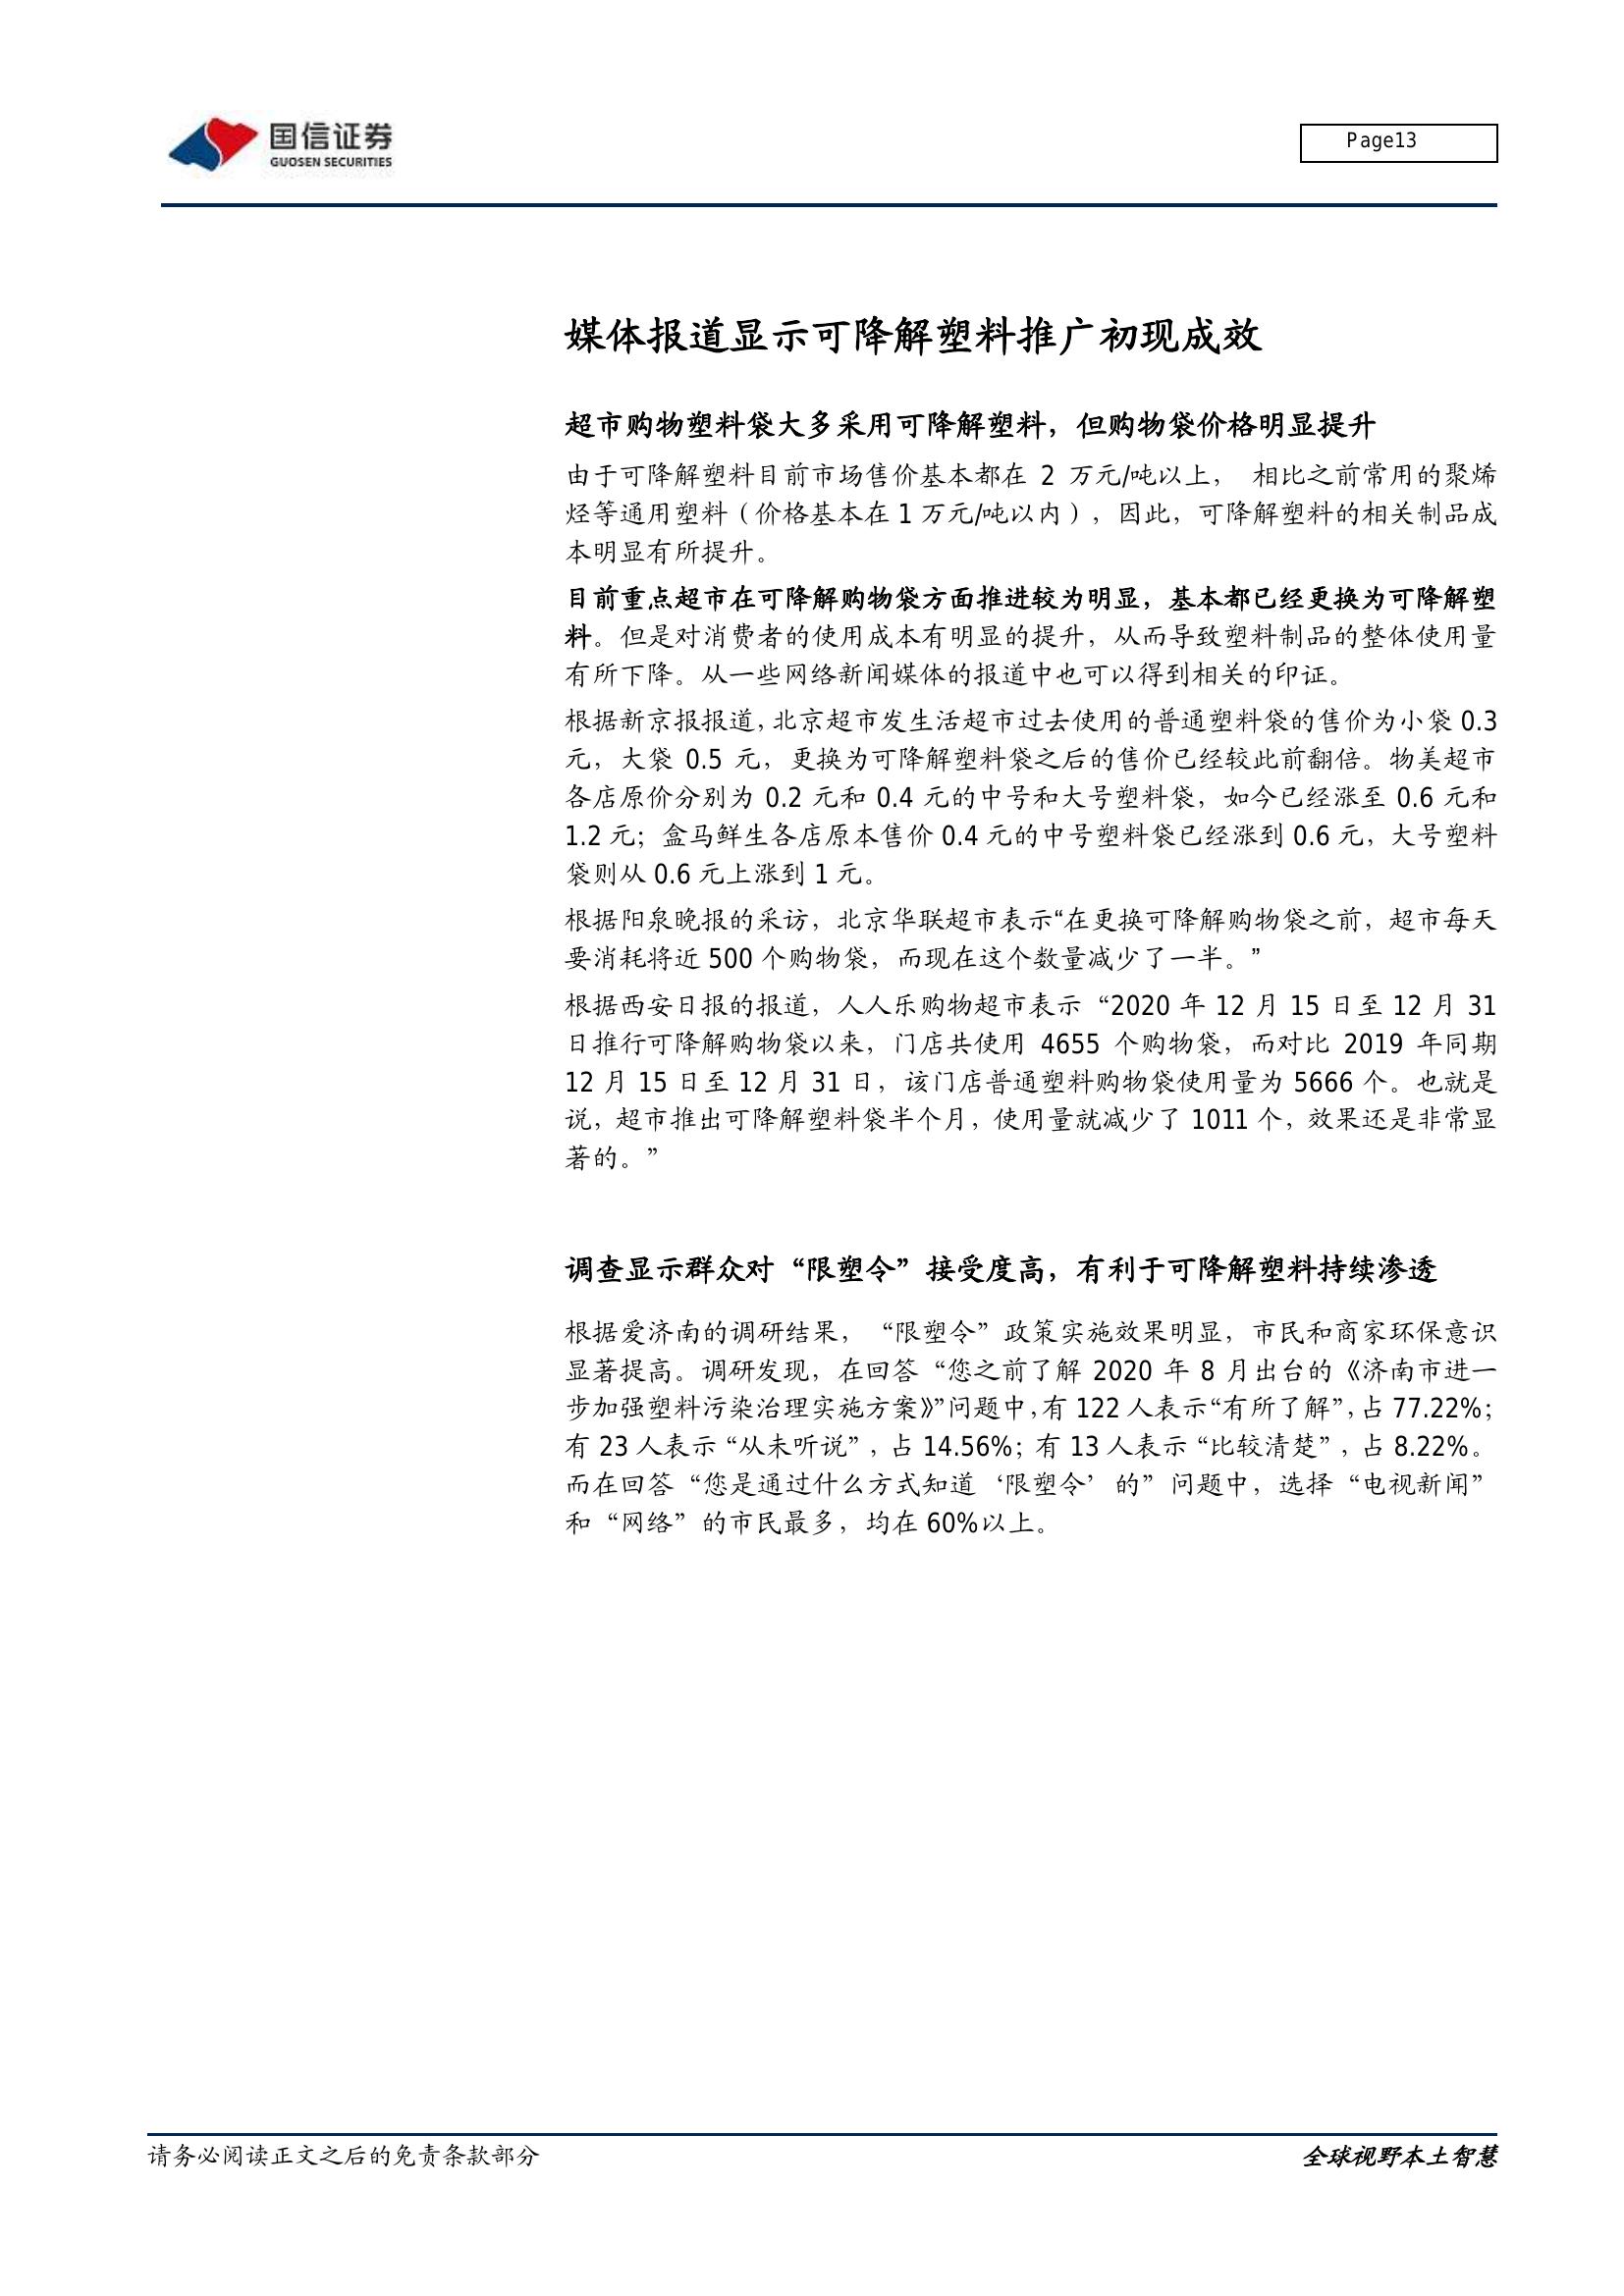 国信证券
GUOSEN SECURITIES
Page13
媒体报道显示可降解塑料推广初现成效
超市购物塑料袋大多采用可降解塑料，但购物袋价格明显提升
由于可降解塑料目前市场售价基本都在 2 万元/吨以上， 相比之前常用的聚烯
烃等通用塑料（价格基本在 1 万元/吨以内），因此，可降解塑料的相关制品成
本明显有所提升。
目前重点超市在可降解购物袋方面推进较为明显，基本都已经更换为可降解塑
料。但是对消费者的使用成本有明显的提升，从而导致塑料制品的整体使用量
有所下降。从一些网络新闻媒体的报道中也可以得到相关的印证。
根据新京报报道，北京超市发生活超市过去使用的普通塑料袋的售价为小袋 0.3
元，大袋 0.5 元，更换为可降解塑料袋之后的售价已经较此前翻倍。物美超市
各店原价分别为 0.2 元和 0.4 元的中号和大号塑料袋，如今已经涨至 0.6 元和
1.2 元；盒马鲜生各店原本售价 0.4 元的中号塑料袋已经涨到 0.6 元，大号塑料
袋则从 0.6 元上涨到 1 元。
根据阳泉晚报的采访，北京华联超市表示“在更换可降解购物袋之前，超市每天
要消耗将近 500 个购物袋，而现在这个数量减少了一半。”
根据西安日报的报道，人人乐购物超市表示“2020 年 12 月 15 日至 12 月 31
日推行可降解购物袋以来，门店共使用 4655 个购物袋，而对比 2019 年同期
12 月 15 日至 12 月 31 日，该门店普通塑料购物袋使用量为 5666 个。也就是
说，超市推出可降解塑料袋半个月，使用量就减少了 1011 个，效果还是非常显
著的。”
调查显示群众对“限塑令”接受度高，有利于可降解塑料持续渗透
根据爱济南的调研结果，“限塑令”政策实施效果明显，市民和商家环保意识
显著提高。调研发现，在回答“您之前了解 2020 年 8 月出台的《济南市进一
步加强塑料污染治理实施方案》”问题中，有 122 人表示“有所了解”，占 77.22%；
有 23 人表示“从未听说”，占 14.56%；有 13 人表示“比较清楚”，占 8.22%。
而在回答“您是通过什么方式知道‘限塑令’的”问题中，选择“电视新闻”
和“网络”的市民最多，均在 60%以上。
请务必阅读正文之后的免责条款部分
全球视野本土智慧